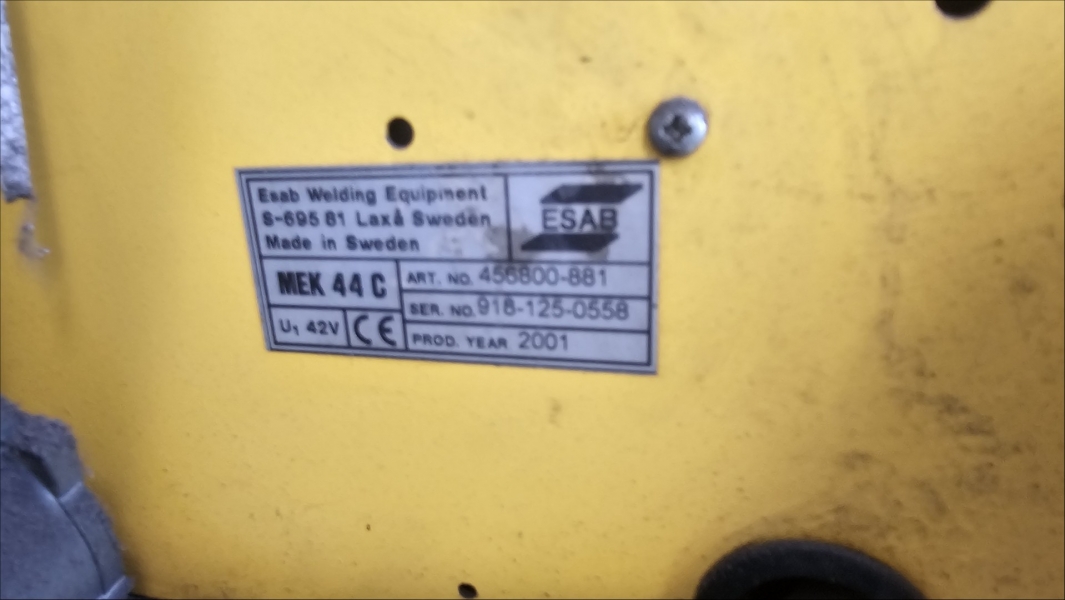 Esab Welding Equipment
S-695 81 Laxå Sweden
Made in Sweden
ESAB
MEK 44 C
ART. NO. 456800-881
SER. NO. 918-125-0558
U₁ 42V CE
PROD. YEAR 2001